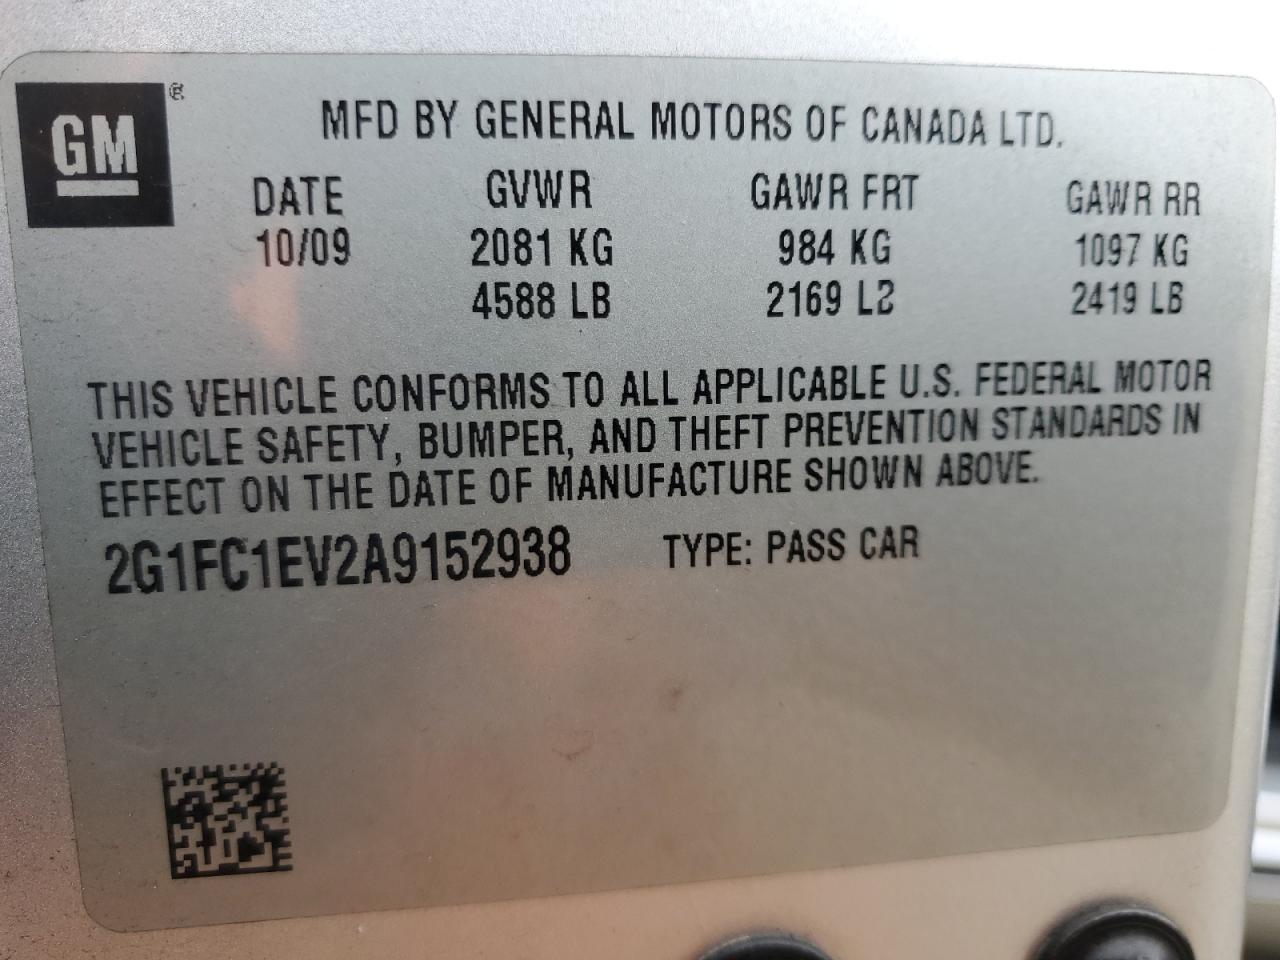 GM ®
MFD BY GENERAL MOTORS OF CANADA LTD.
DATE GVWR GAWR FRT GAWR RR
10/09 2081 KG 984 KG 1097 KG
4588 LB 2169 LB 2419 LB
THIS VEHICLE CONFORMS TO ALL APPLICABLE U.S. FEDERAL MOTOR
VEHICLE SAFETY, BUMPER, AND THEFT PREVENTION STANDARDS IN
EFFECT ON THE DATE OF MANUFACTURE SHOWN ABOVE.
2G1FC1EV2A9152938 TYPE: PASS CAR